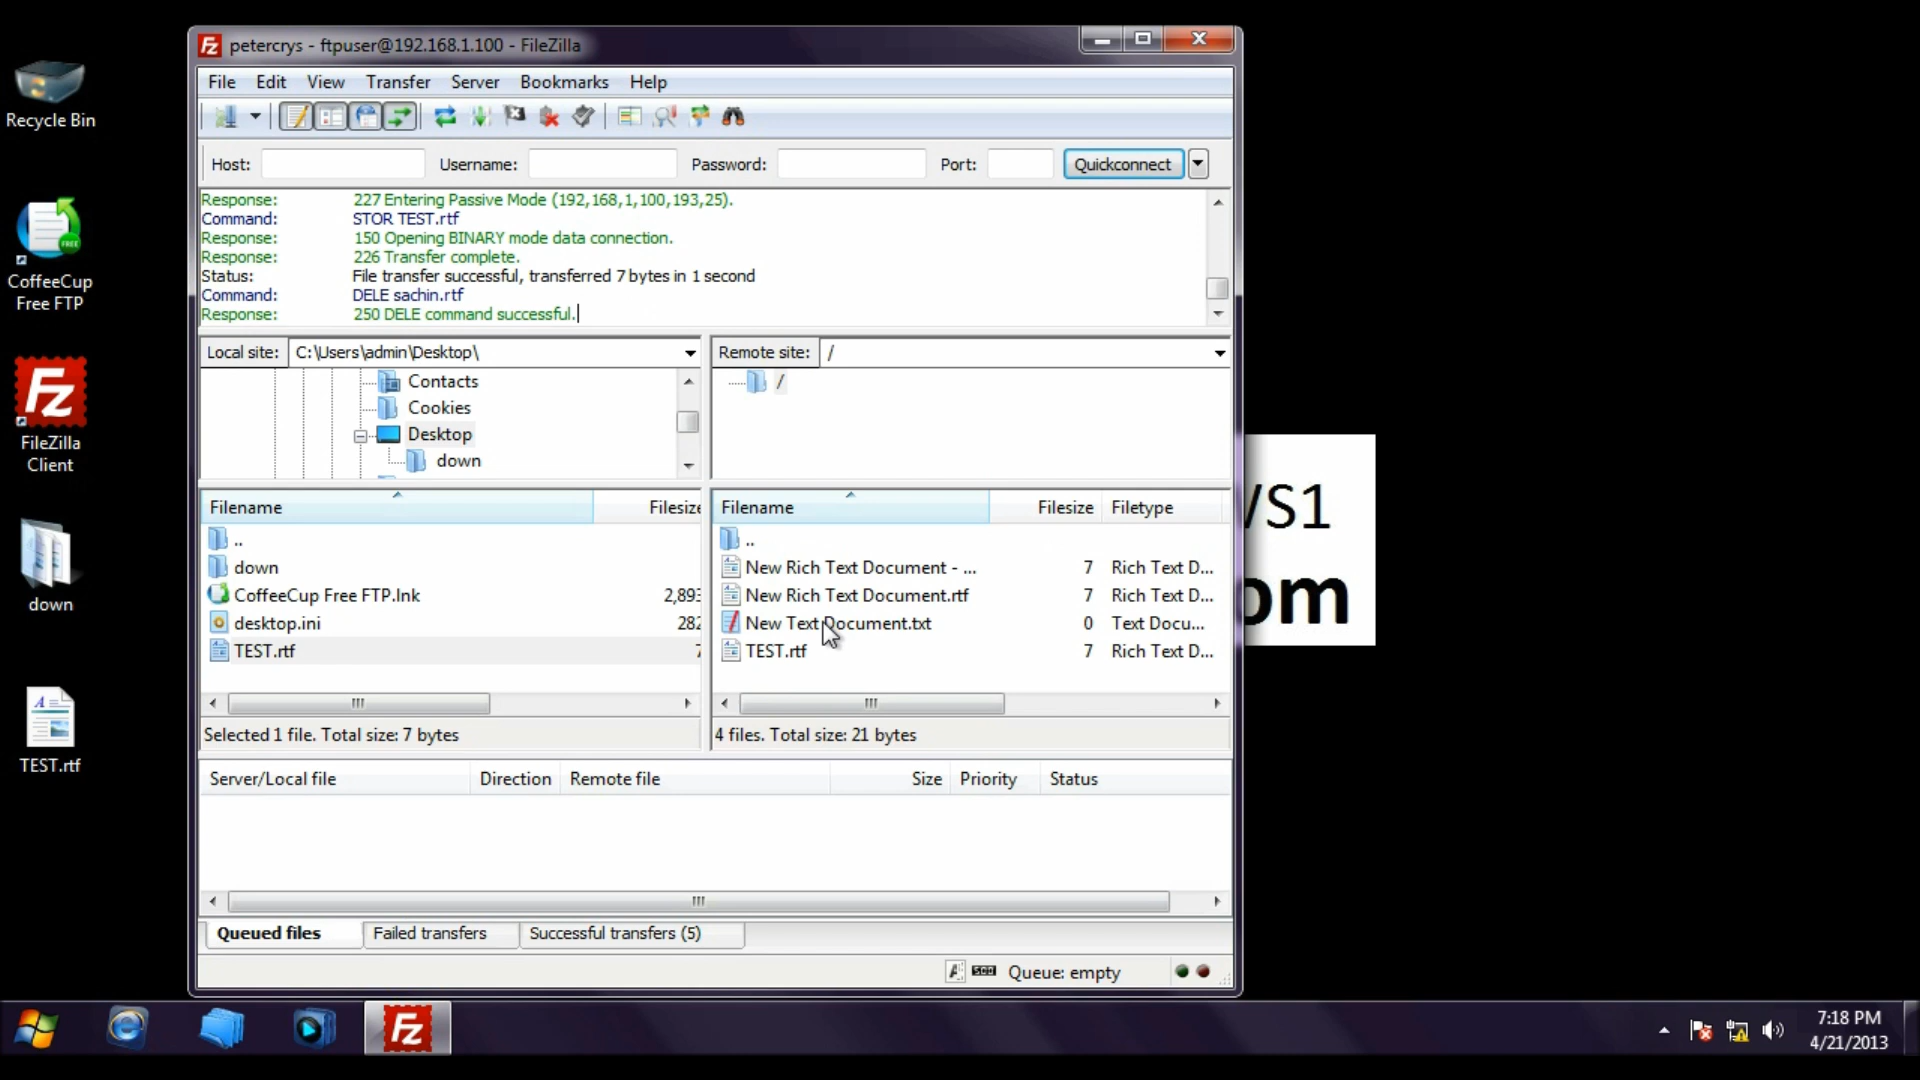 petercrys - ftpuser@192.168.1.100 - FileZilla
File Edit View Transfer Server Bookmarks Help
Host: Username: Password: Port: Quickconnect
Response: 227 Entering Passive Mode (192,168,1,100,193,25).
Command: STOR TEST.rtf
Response: 150 Opening BINARY mode data connection.
Response: 226 Transfer complete.
Status: File transfer successful, transferred 7 bytes in 1 second
Command: DELE sachin.rtf
Response: 250 DELE command successful.
Local site: C:\Users\admin\Desktop\
Contacts
Cookies
Desktop
down
Remote site: /
/
Filename Filesize
..
down
CoffeeCup Free FTP.lnk 2,893
desktop.ini 282
TEST.rtf 7
Selected 1 file. Total size: 7 bytes
Filename Filesize Filetype
..
New Rich Text Document - ... 7 Rich Text D...
New Rich Text Document.rtf 7 Rich Text D...
New Text Document.txt 0 Text Docu...
TEST.rtf 7 Rich Text D...
4 files. Total size: 21 bytes
Server/Local file Direction Remote file Size Priority Status
Queued files Failed transfers Successful transfers (5)
Queue: empty
Recycle Bin
CoffeeCup
Free FTP
FREE
FileZilla
Client
down
TEST.rtf
VS1
om
7:18 PM
4/21/2013